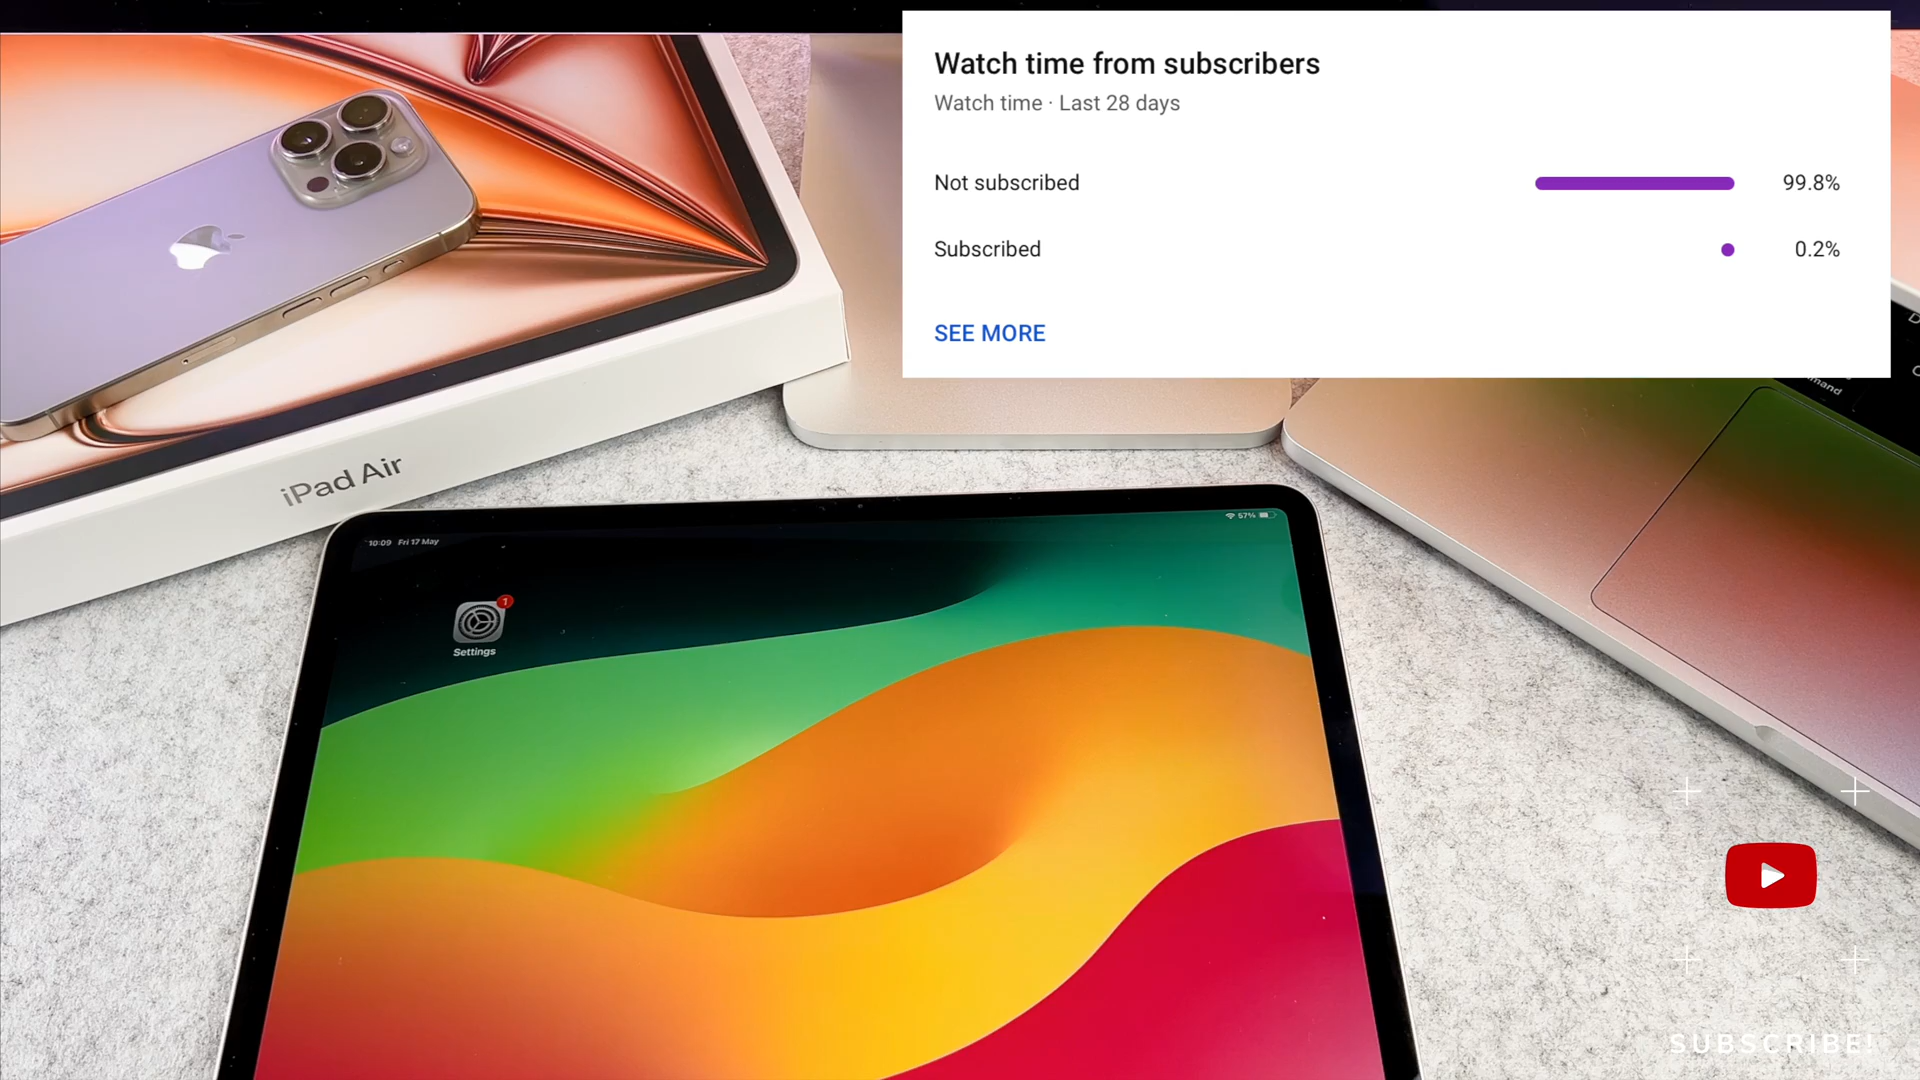 Watch time from subscribers
Watch time · Last 28 days
Not subscribed 99.8%
Subscribed 0.2%
SEE MORE
iPad Air
10:09 Fri 17 May
57%
1
Settings
SUBSCRIBE!